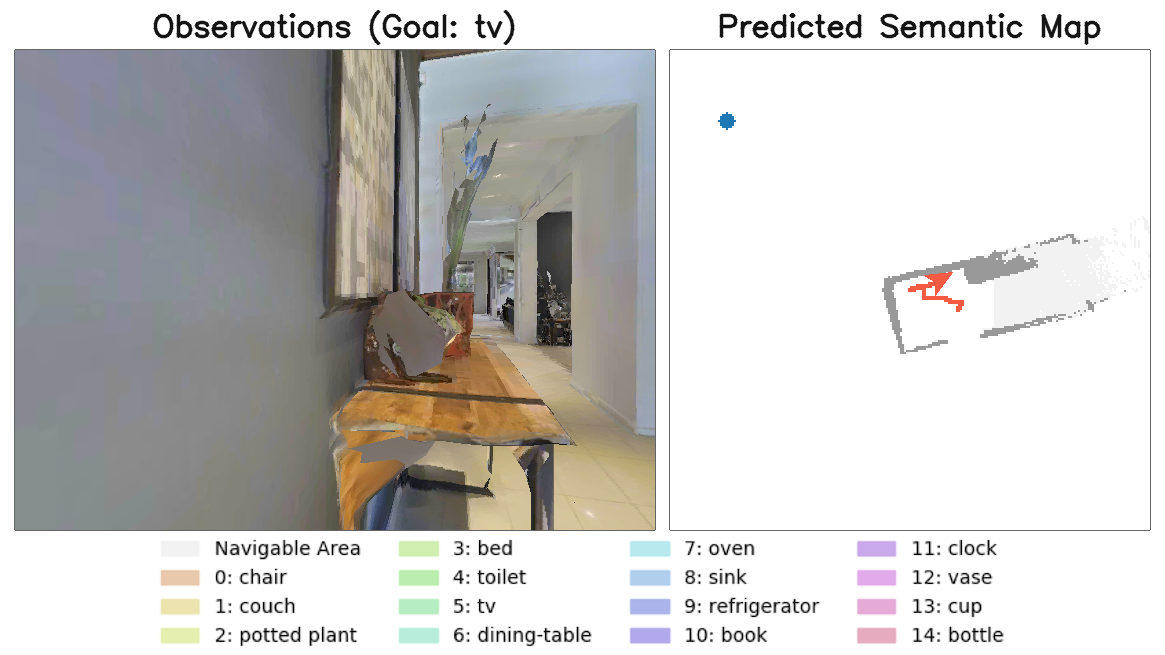 Observations (Goal: tv)
Predicted Semantic Map
Navigable Area
0: chair
1: couch
2: potted plant
3: bed
4: toilet
5: tv
6: dining-table
7: oven
8: sink
9: refrigerator
10: book
11: clock
12: vase
13: cup
14: bottle